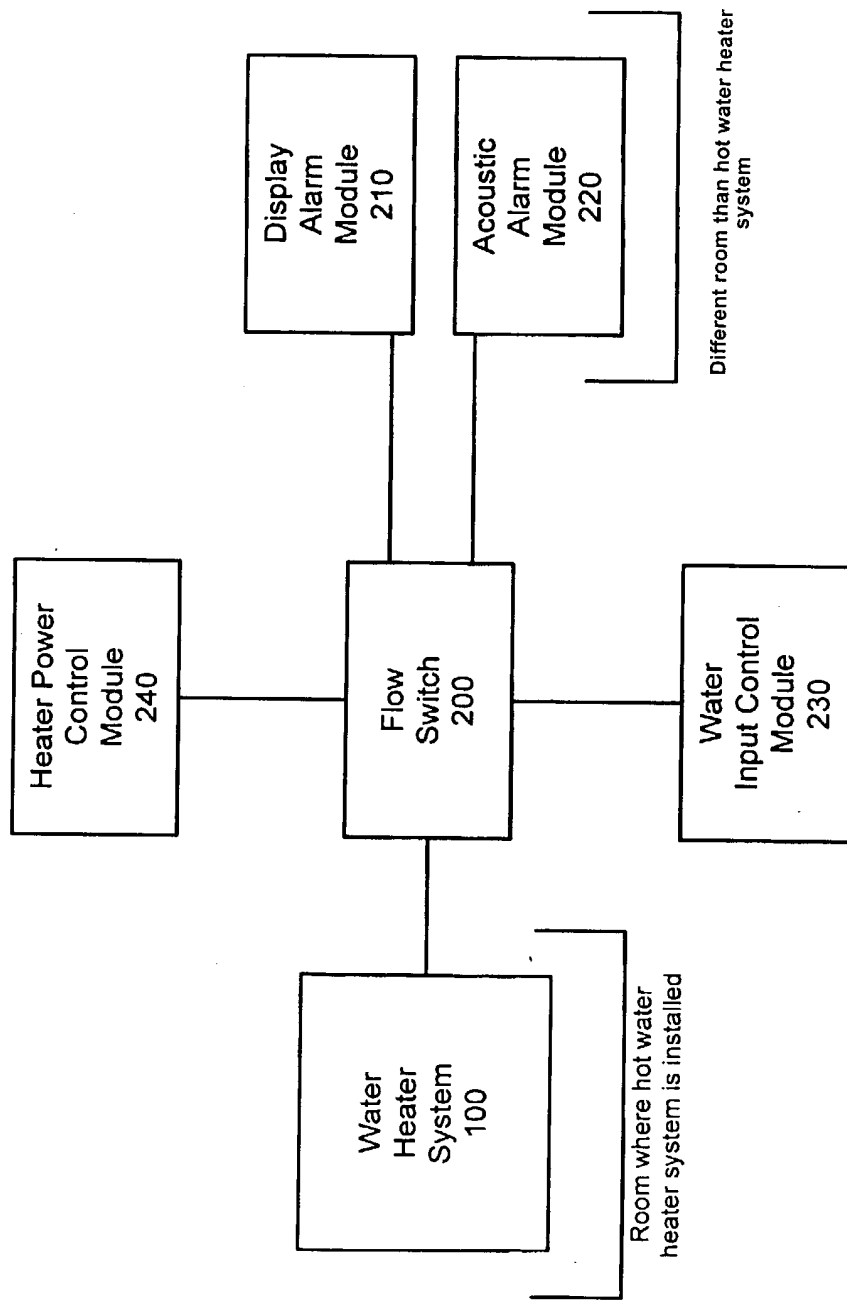 Heater Power
Control
Module
240
Water
Heater
System
100
Flow
Switch
200
Display
Alarm
Module
210
Acoustic
Alarm
Module
220
Room where hot water
heater system is installed
Different room than hot water heater
system
Water
Input Control
Module
230